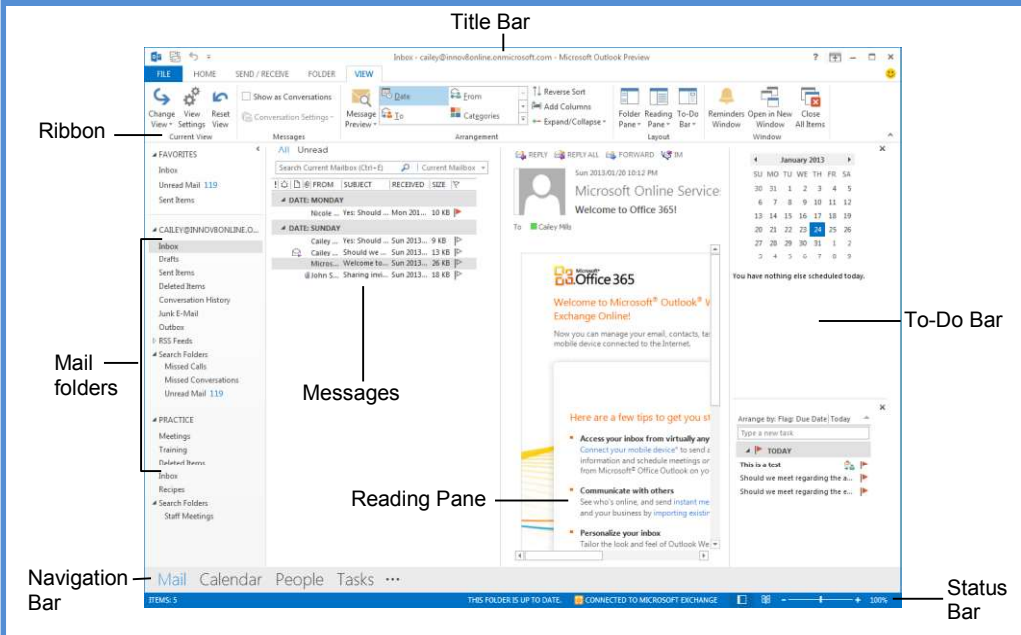 Title Bar
Inbox - cailey@innov8online.onmicrosoft.com - Microsoft Outlook Preview
FILE HOME SEND / RECEIVE FOLDER VIEW
Change View View Settings Reset View
Current View
Show as Conversations
Conversation Settings
Messages
Message Preview
Date From
To Categories
Reverse Sort
Add Columns
Expand/Collapse
Arrangement
Folder Pane Reading Pane To-Do Bar
Layout
Reminders Window Open in New Window Close All Items
Window
Ribbon
FAVORITES
Inbox
Unread Mail 119
Sent Items
CAILEY@INNOV8ONLINE.O...
Inbox
Drafts
Sent Items
Deleted Items
Conversation History
Junk E-Mail
Outbox
RSS Feeds
Search Folders
Missed Calls
Missed Conversations
Unread Mail 119
PRACTICE
Meetings
Training
Deleted Items
Inbox
Recipes
Search Folders
Staff Meetings
Mail folders
All Unread
Search Current Mailbox (Ctrl+E) Current Mailbox
FROM SUBJECT RECEIVED SIZE
DATE: MONDAY
Nicole ... Yes: Should ... Mon 201... 10 KB
DATE: SUNDAY
Cailey ... Yes: Should ... Sun 2013... 9 KB
Cailey ... Should we ... Sun 2013... 13 KB
Micros... Welcome to... Sun 2013... 26 KB
John S... Sharing invi... Sun 2013... 18 KB
Messages
REPLY REPLY ALL FORWARD IM
Sun 2013/01/20 10:12 PM
Microsoft Online Service
Welcome to Office 365!
To Cailey Mills
Microsoft®
Office 365
Welcome to Microsoft® Outlook® W
Exchange Online!
Now you can manage your email, contacts, tas
mobile device connected to the Internet.
Here are a few tips to get you st
Access your inbox from virtually any
Connect your mobile device* to send a
information and schedule meetings or
from Microsoft® Office Outlook on yo
Communicate with others
See who's online, and send instant me
and your business by importing existin
Personalize your inbox
Tailor the look and feel of Outlook We
Reading Pane
January 2013
SU MO TU WE TH FR SA
30 31 1 2 3 4 5
6 7 8 9 10 11 12
13 14 15 16 17 18 19
20 21 22 23 24 25 26
27 28 29 30 31 1 2
3 4 5 6 7 8 9
You have nothing else scheduled today.
To-Do Bar
Arrange by: Flag: Due Date Today
Type a new task
TODAY
This is a test
Should we meet regarding the a...
Should we meet regarding the e...
Navigation Bar
Mail Calendar People Tasks •••
ITEMS: 5 THIS FOLDER IS UP TO DATE. CONNECTED TO MICROSOFT EXCHANGE 100%
Status Bar